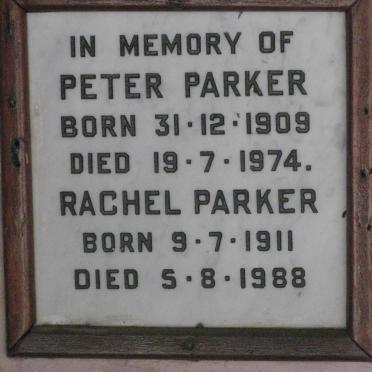 IN MEMORY OF
PETER PARKER
BORN 31·12·1909
DIED 19·7·1974.
RACHEL PARKER
BORN 9·7·1911
DIED 5·8·1988